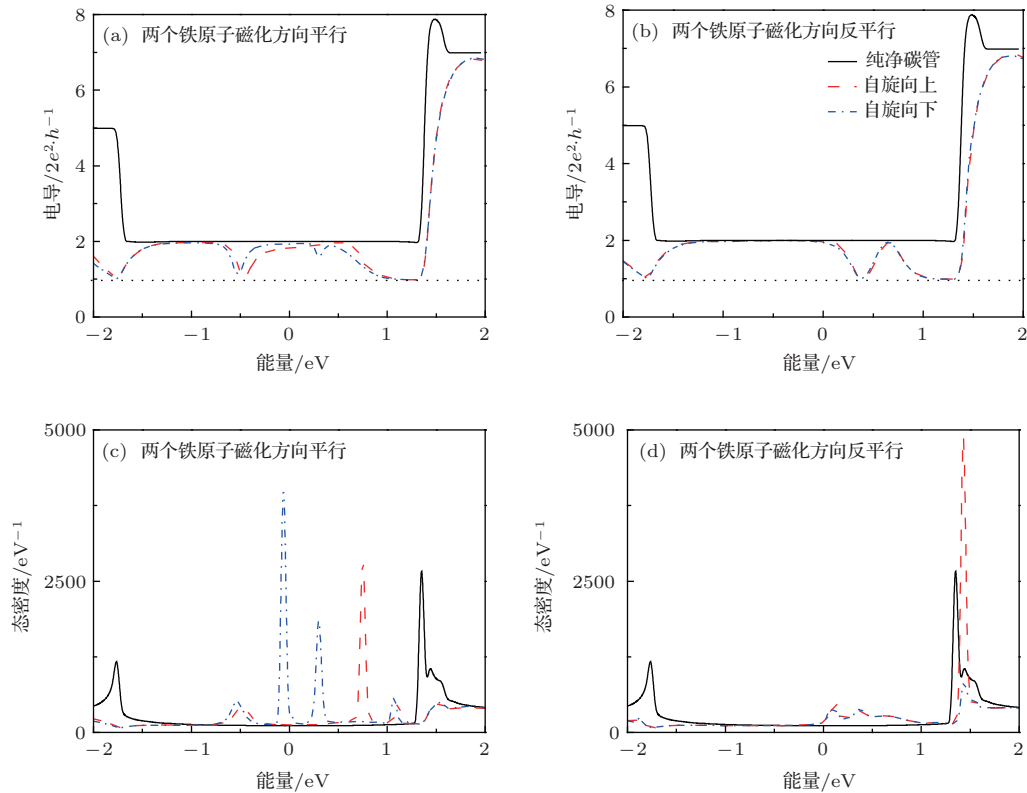 (a) 两个铁原子磁化方向平行
电导/2e²·h⁻¹
8
6
4
2
0
−2
−1
0
1
2
能量/eV
(b) 两个铁原子磁化方向反平行
纯净碳管
自旋向上
自旋向下
电导/2e²·h⁻¹
8
6
4
2
0
−2
−1
0
1
2
能量/eV
(c) 两个铁原子磁化方向平行
态密度/eV⁻¹
5000
2500
0
−2
−1
0
1
2
能量/eV
(d) 两个铁原子磁化方向反平行
态密度/eV⁻¹
5000
2500
0
−2
−1
0
1
2
能量/eV